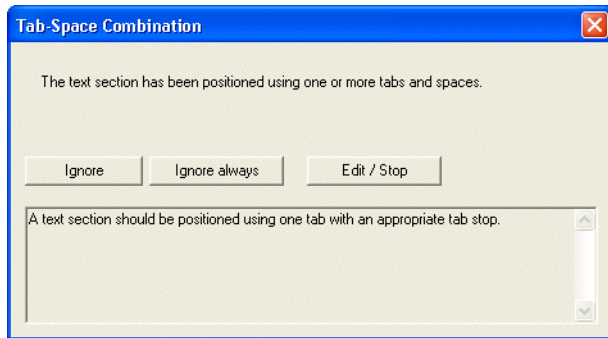 Tab-Space Combination
The text section has been positioned using one or more tabs and spaces.
Ignore
Ignore always
Edit / Stop
A text section should be positioned using one tab with an appropriate tab stop.